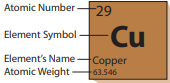 Atomic Number 29
Element Symbol Cu
Element's Name Copper
Atomic Weight 63.546